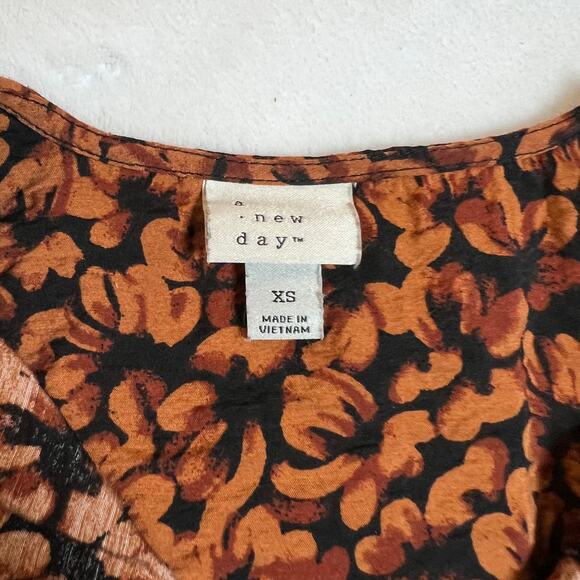 a
· new
day™
XS
MADE IN
VIETNAM